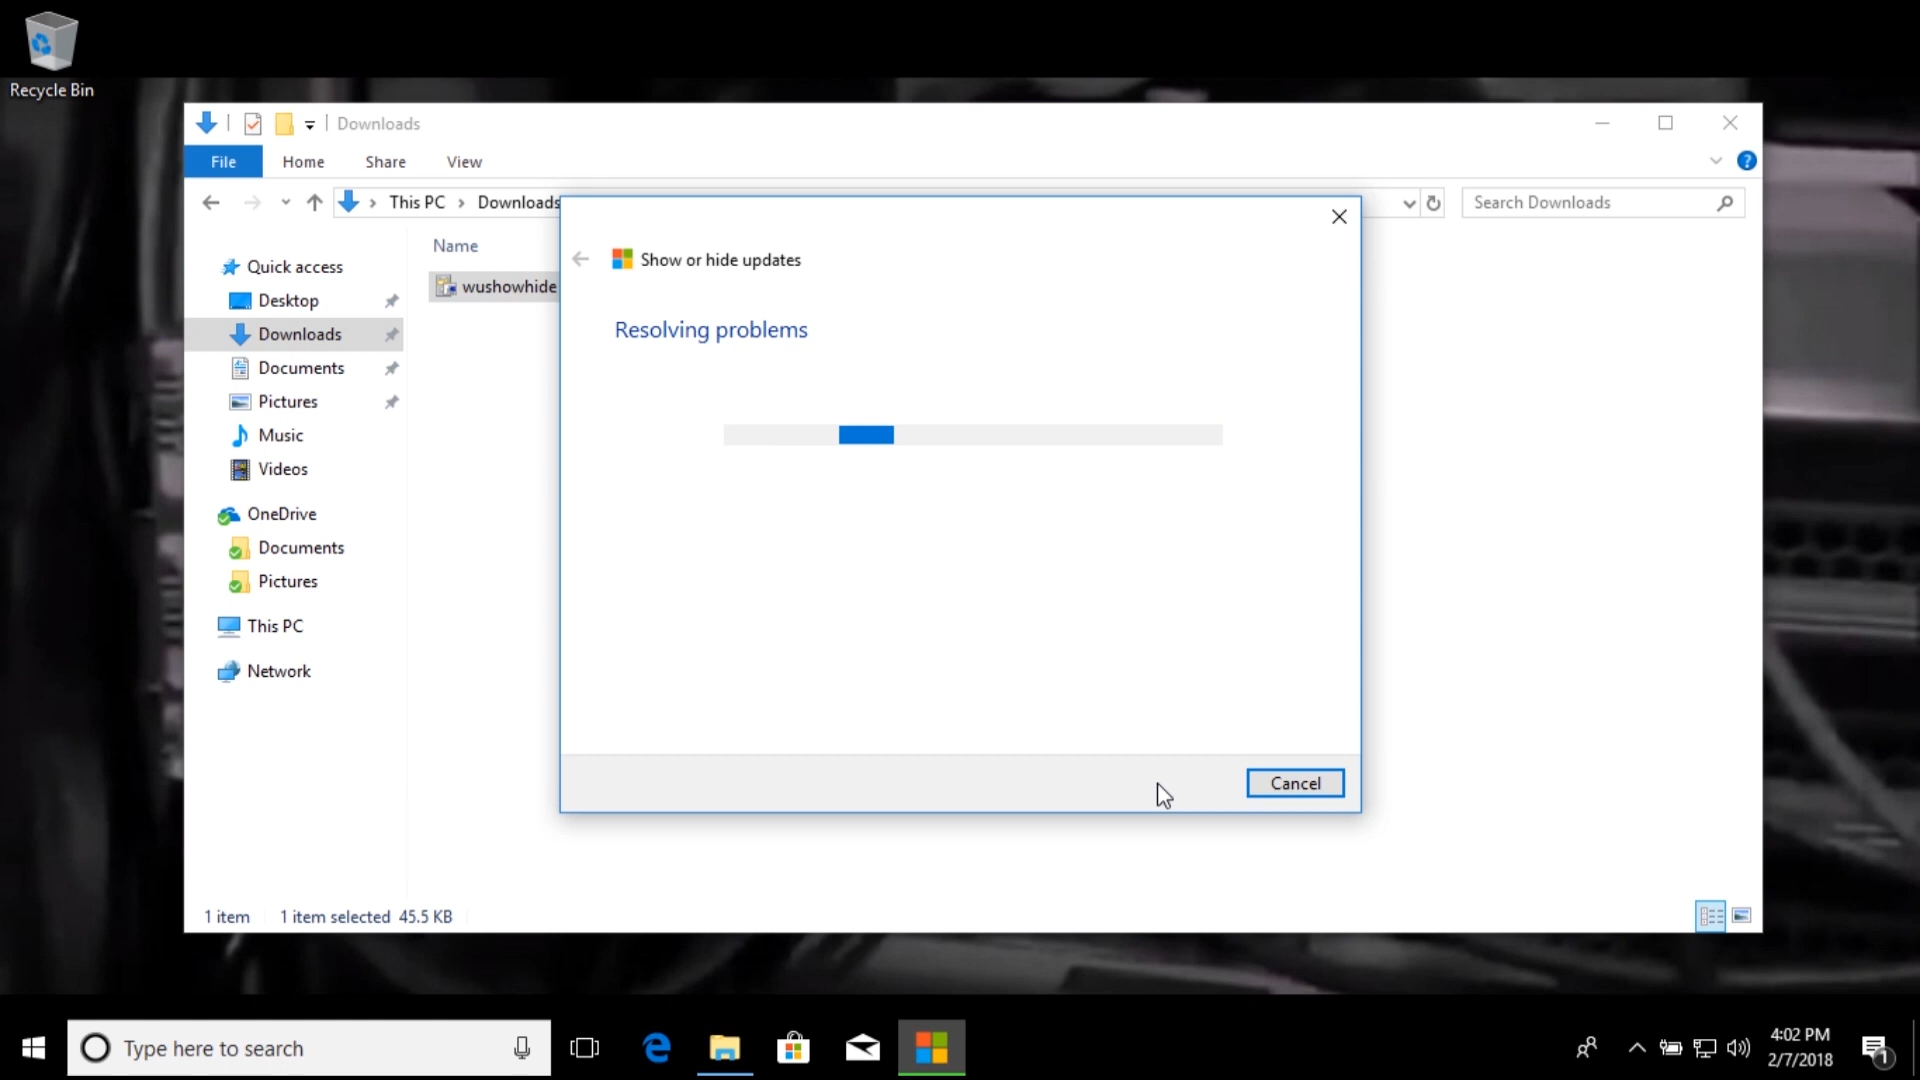 Recycle Bin
Downloads
File Home Share View
This PC Downloads
Search Downloads
Show or hide updates
Name
wushowhide
Quick access
Desktop
Downloads
Documents
Pictures
Music
Videos
OneDrive
Documents
Pictures
This PC
Network
Resolving problems
Cancel
1 item 1 item selected 45.5 KB
Type here to search
4:02 PM
2/7/2018
1